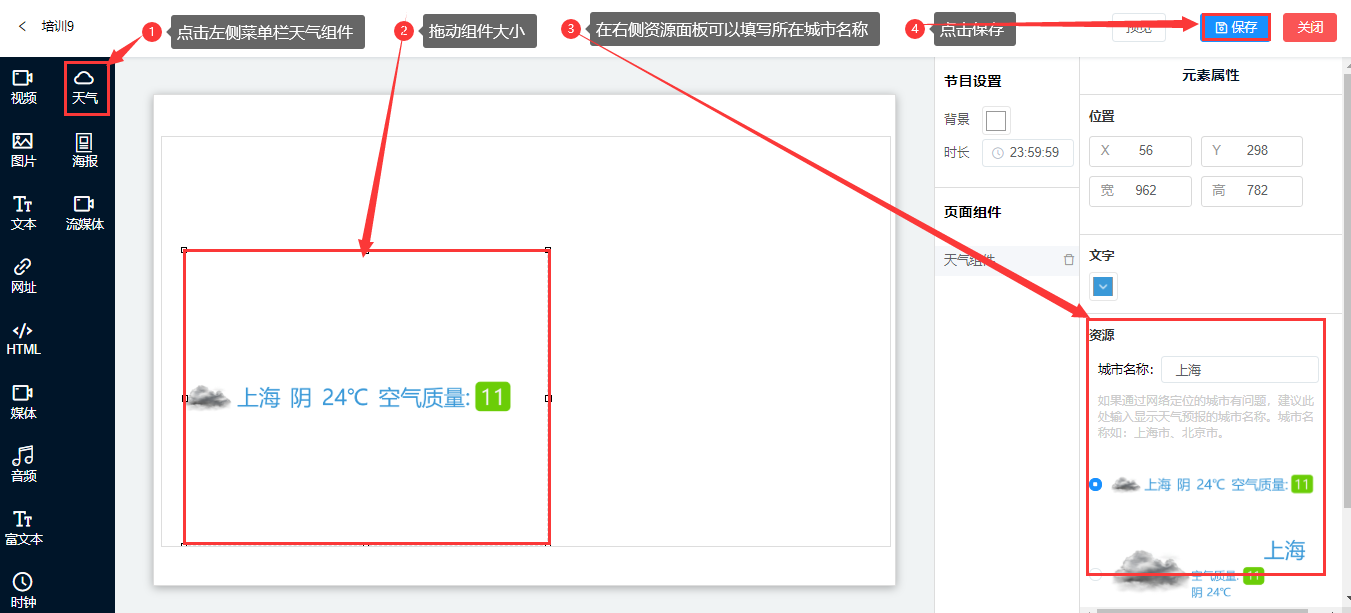 培训9
1 点击左侧菜单栏天气组件
2 拖动组件大小
3 在右侧资源面板可以填写所在城市名称
4 点击保存
预览
保存
关闭
视频
天气
图片
海报
文本
流媒体
网址
HTML
媒体
音频
富文本
时钟
上海 阴 24℃ 空气质量: 11
节目设置
背景
时长 23:59:59
页面组件
天气组件
元素属性
位置
X 56 Y 298
宽 962 高 782
文字
资源
城市名称: 上海
如果通过网络定位的城市有问题，建议此
处输入显示天气预报的城市名称。城市名
称如：上海市、北京市。
上海 阴 24℃ 空气质量: 11
上海
空气质量: 11
阴 24℃